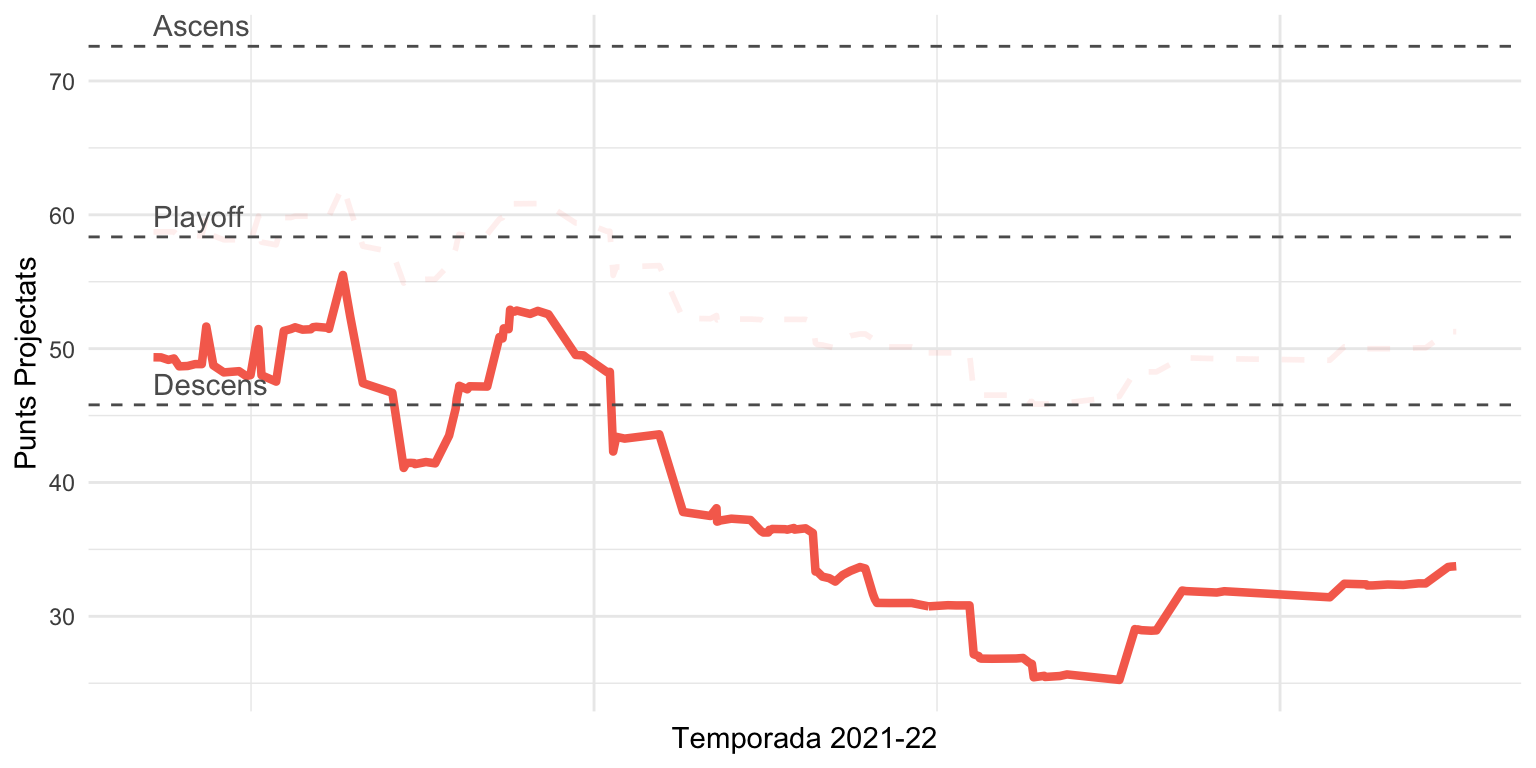 Ascens
70
Playoff
60
50
Descens
40
30
Punts Projectats
Temporada 2021-22